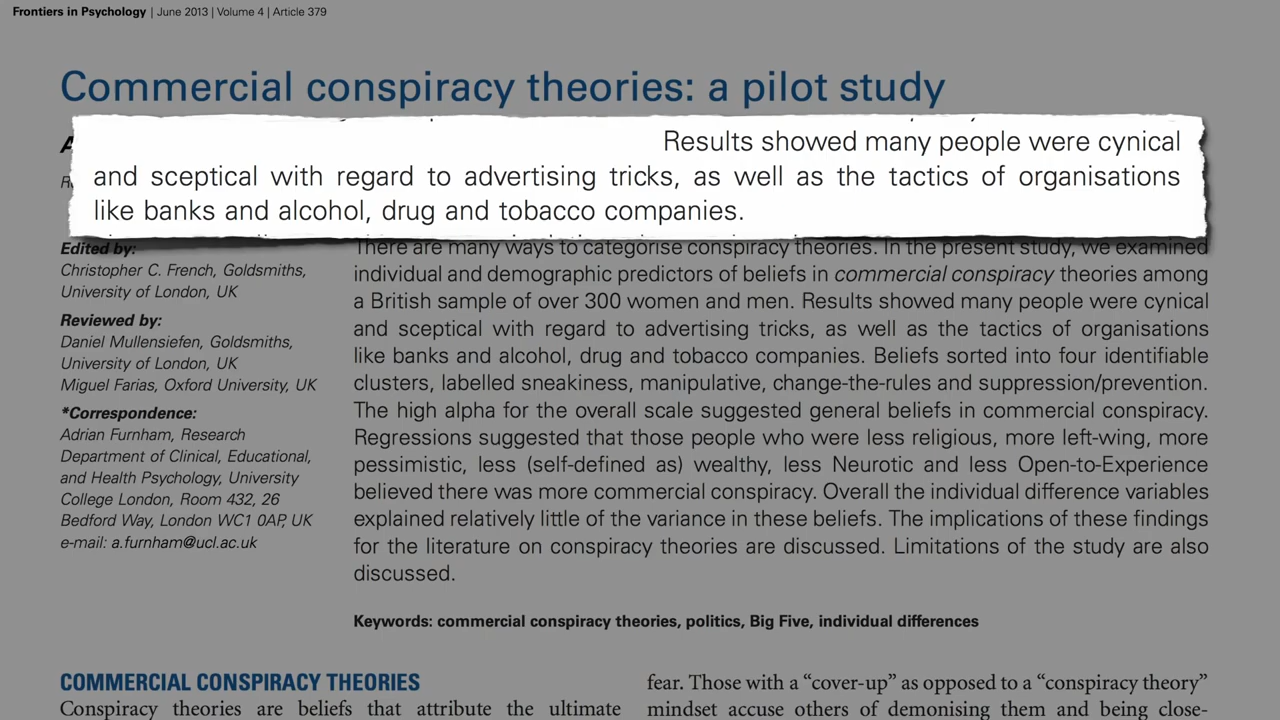 Frontiers in Psychology | June 2013 | Volume 4 | Article 379
Commercial conspiracy theories: a pilot study
Results showed many people were cynical
and sceptical with regard to advertising tricks, as well as the tactics of organisations
like banks and alcohol, drug and tobacco companies.
Edited by:
Christopher C. French, Goldsmiths,
University of London, UK
Reviewed by:
Daniel Mullensiefen, Goldsmiths,
University of London, UK
Miguel Farias, Oxford University, UK
*Correspondence:
Adrian Furnham, Research
Department of Clinical, Educational,
and Health Psychology, University
College London, Room 432, 26
Bedford Way, London WC1 0AP, UK
e-mail: a.furnham@ucl.ac.uk
There are many ways to categorise conspiracy theories. In the present study, we examined
individual and demographic predictors of beliefs in commercial conspiracy theories among
a British sample of over 300 women and men. Results showed many people were cynical
and sceptical with regard to advertising tricks, as well as the tactics of organisations
like banks and alcohol, drug and tobacco companies. Beliefs sorted into four identifiable
clusters, labelled sneakiness, manipulative, change-the-rules and suppression/prevention.
The high alpha for the overall scale suggested general beliefs in commercial conspiracy.
Regressions suggested that those people who were less religious, more left-wing, more
pessimistic, less (self-defined as) wealthy, less Neurotic and less Open-to-Experience
believed there was more commercial conspiracy. Overall the individual difference variables
explained relatively little of the variance in these beliefs. The implications of these findings
for the literature on conspiracy theories are discussed. Limitations of the study are also
discussed.
Keywords: commercial conspiracy theories, politics, Big Five, individual differences
COMMERCIAL CONSPIRACY THEORIES
Conspiracy theories are beliefs that attribute the ultimate
fear. Those with a “cover-up” as opposed to a “conspiracy theory”
mindset accuse others of demonising them and being close-